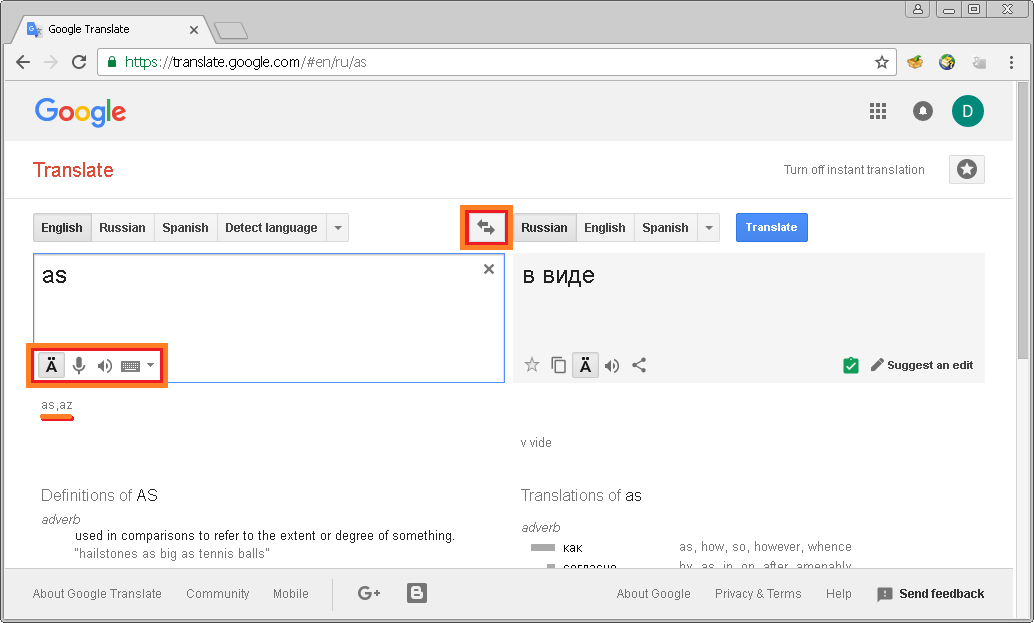 Google Translate
https://translate.google.com/#en/ru/as
Google
D
Translate
Turn off instant translation
English Russian Spanish Detect language
Russian English Spanish Translate
as
в виде
Ä
Ä
Suggest an edit
as,az
v vide
Definitions of AS
adverb
used in comparisons to refer to the extent or degree of something.
"hailstones as big as tennis balls"
Translations of as
adverb
как as, how, so, however, whence
согласно by, as, in, on, after, amenably
About Google Translate Community Mobile G+ B About Google Privacy & Terms Help Send feedback